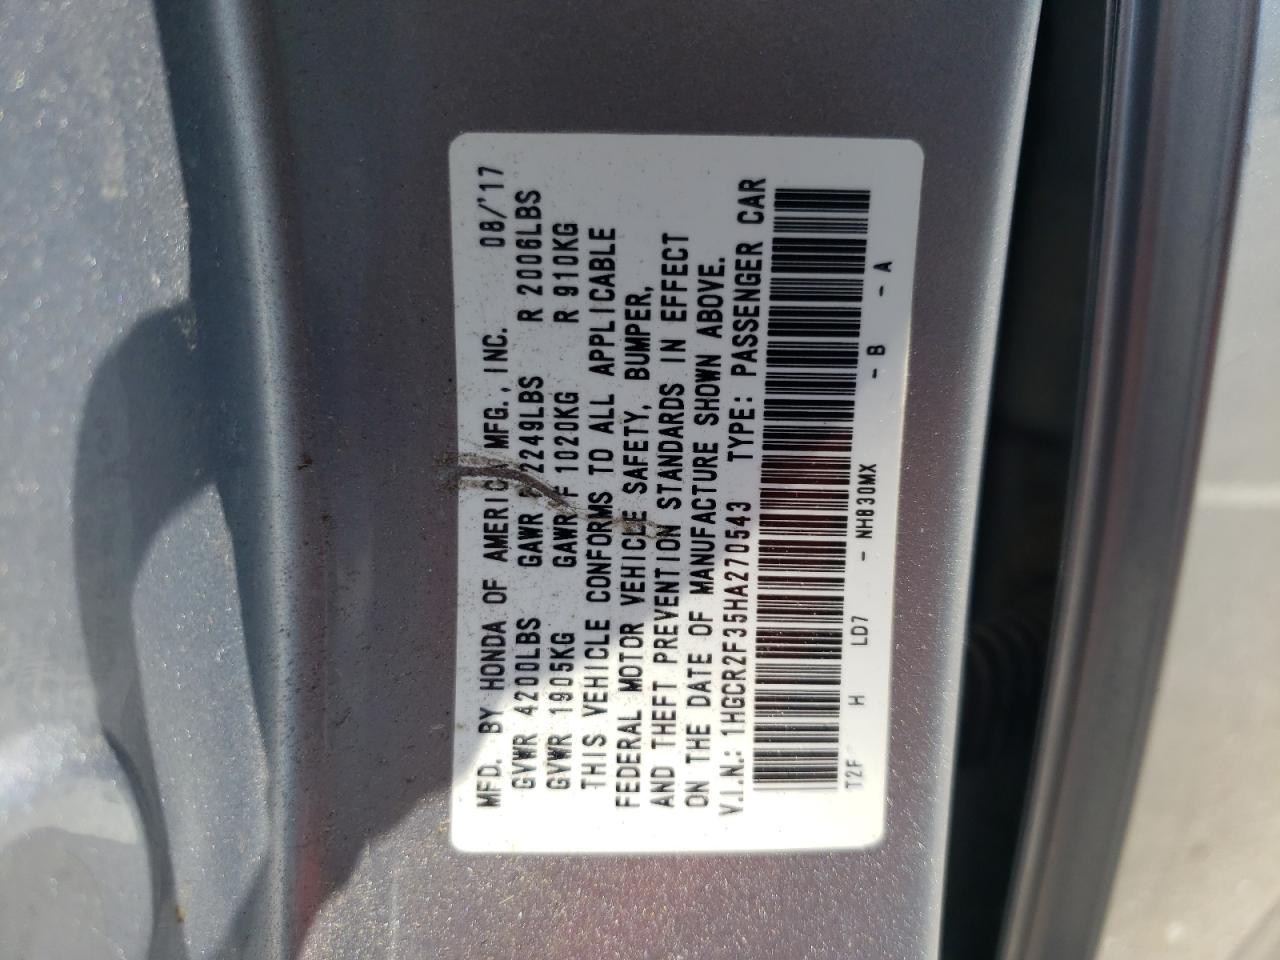 MFD. BY HONDA OF AMERICA MFG., INC. 08/'17
GVWR 4200LBS GAWR F 2249LBS R 2006LBS
GVWR 1905KG GAWR F 1020KG R 910KG
THIS VEHICLE CONFORMS TO ALL APPLICABLE
FEDERAL MOTOR VEHICLE SAFETY, BUMPER,
AND THEFT PREVENTION STANDARDS IN EFFECT
ON THE DATE OF MANUFACTURE SHOWN ABOVE.
V.I.N.: 1HGCR2F35HA270543 TYPE: PASSENGER CAR
T2F H LD7 - NH830MX - B - A